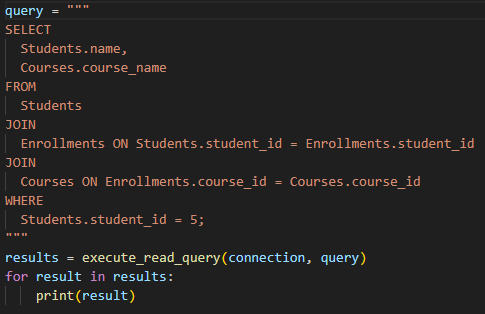 query = """
SELECT
  Students.name,
  Courses.course_name
FROM
  Students
JOIN
  Enrollments ON Students.student_id = Enrollments.student_id
JOIN
  Courses ON Enrollments.course_id = Courses.course_id
WHERE
  Students.student_id = 5;
"""
results = execute_read_query(connection, query)
for result in results:
    print(result)